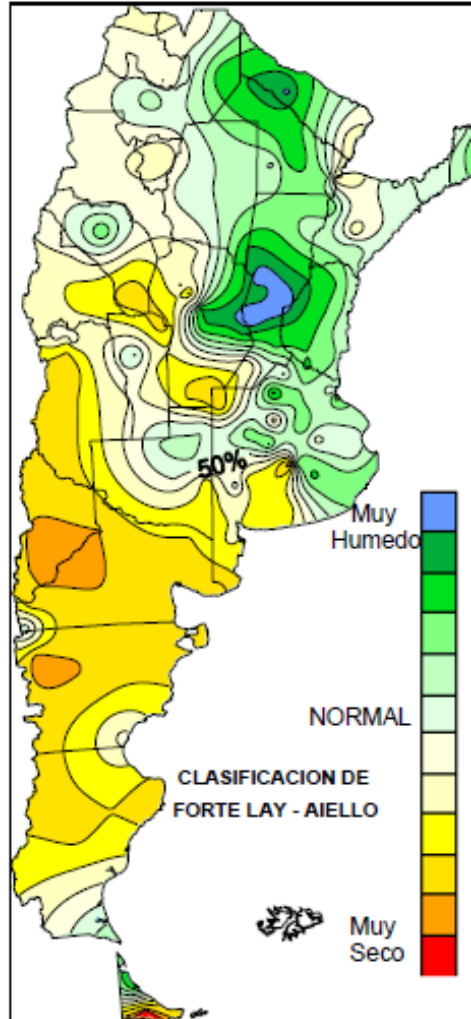 50%
Muy
Humedo
NORMAL
CLASIFICACION DE
FORTE LAY - AIELLO
Muy
Seco